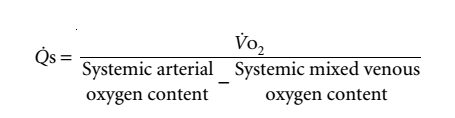 V̇O₂
Q̇s = 
Systemic arterial − Systemic mixed venous
oxygen content oxygen content